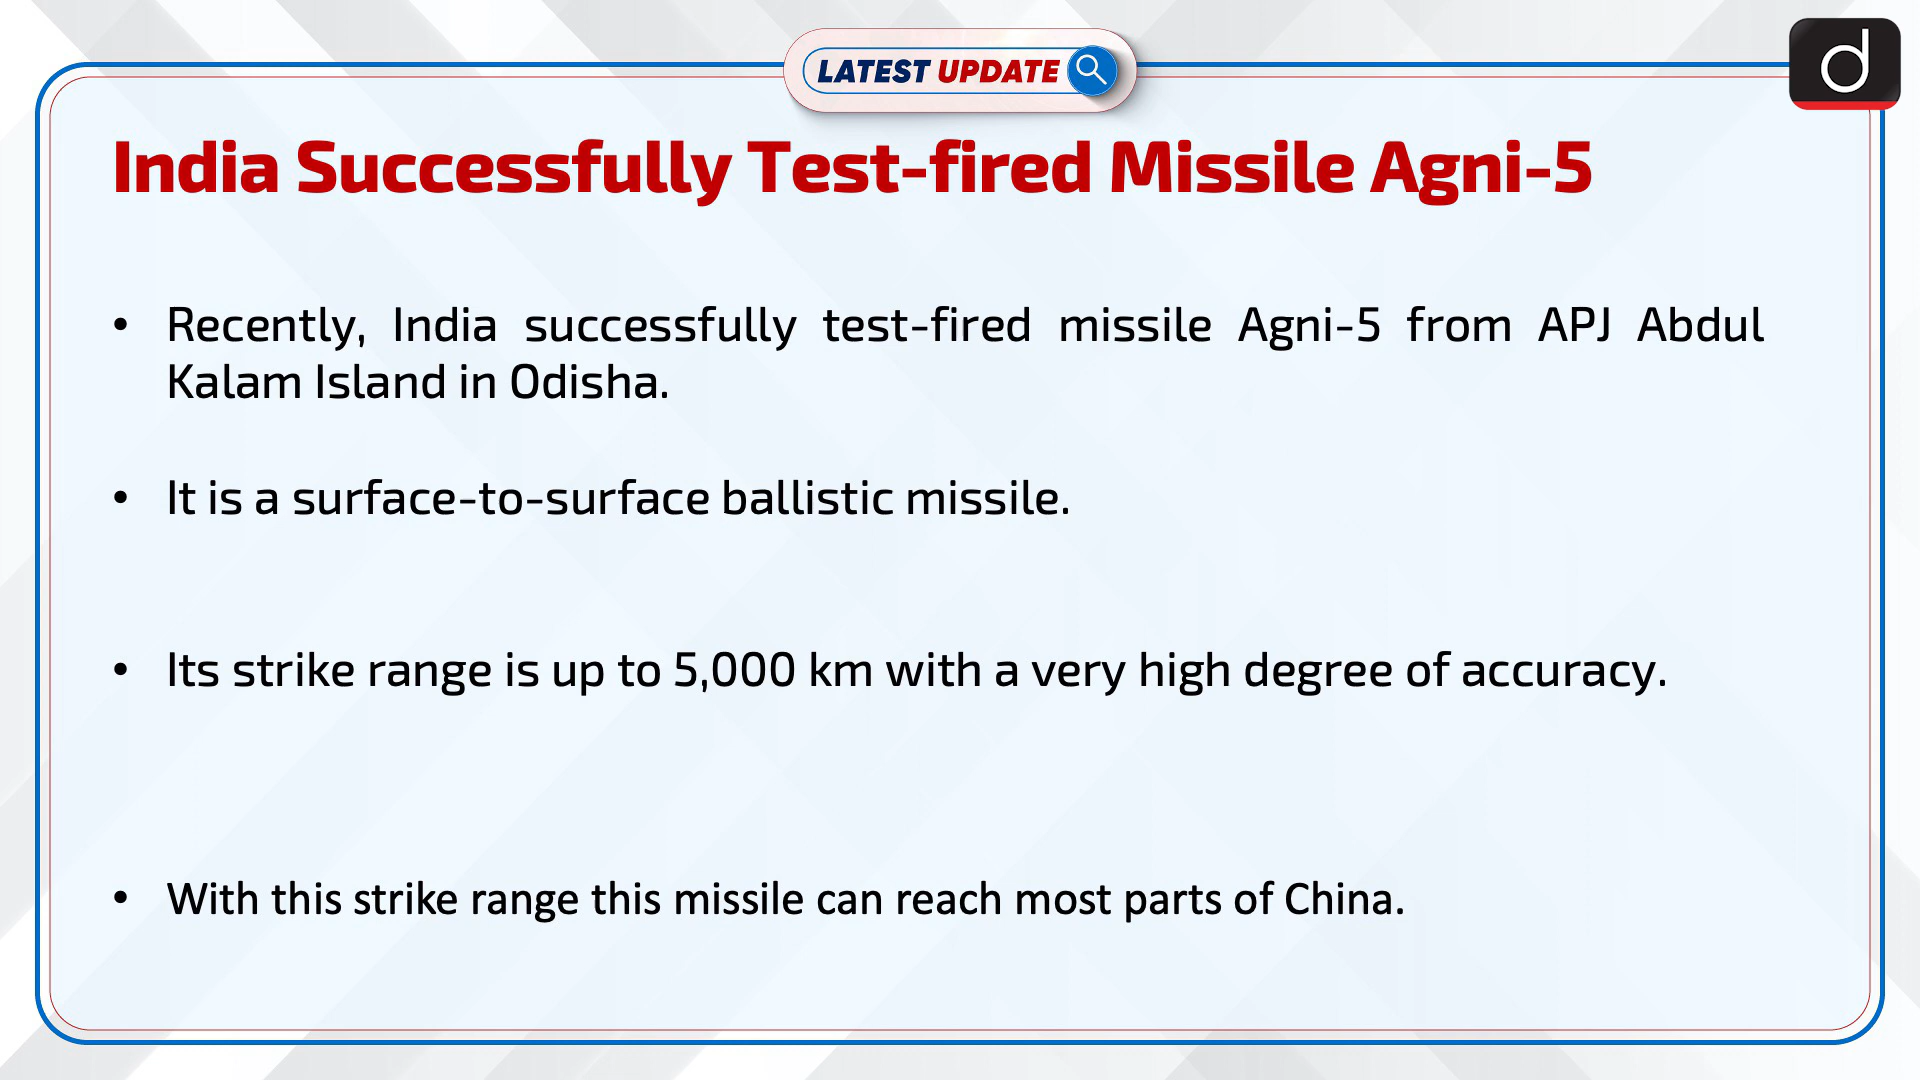 LATEST UPDATE
d
India Successfully Test-fired Missile Agni-5
• Recently, India successfully test-fired missile Agni-5 from APJ Abdul
Kalam Island in Odisha.
• It is a surface-to-surface ballistic missile.
• Its strike range is up to 5,000 km with a very high degree of accuracy.
• With this strike range this missile can reach most parts of China.